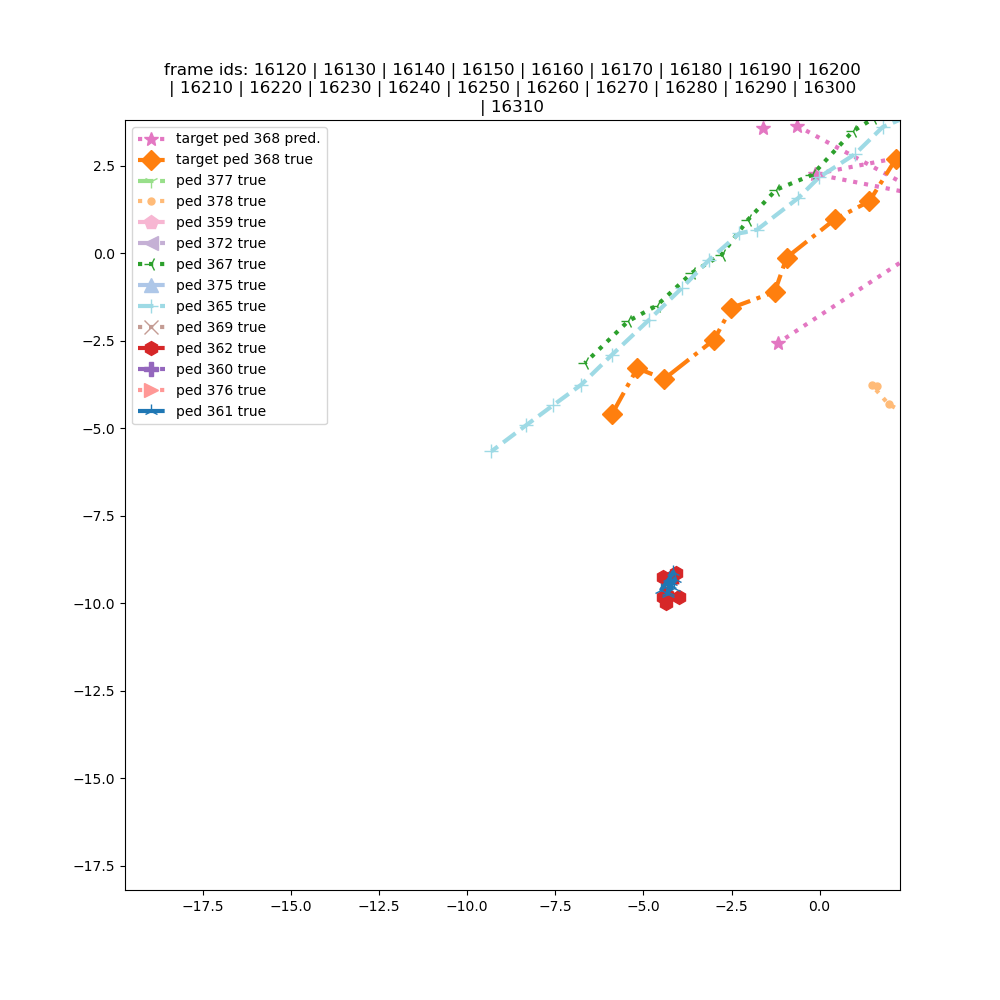 frame ids: 16120 | 16130 | 16140 | 16150 | 16160 | 16170 | 16180 | 16190 | 16200
| 16210 | 16220 | 16230 | 16240 | 16250 | 16260 | 16270 | 16280 | 16290 | 16300
| 16310
target ped 368 pred.
target ped 368 true
ped 377 true
ped 378 true
ped 359 true
ped 372 true
ped 367 true
ped 375 true
ped 365 true
ped 369 true
ped 362 true
ped 360 true
ped 376 true
ped 361 true
2.5
0.0
−2.5
−5.0
−7.5
−10.0
−12.5
−15.0
−17.5
−17.5 −15.0 −12.5 −10.0 −7.5 −5.0 −2.5 0.0